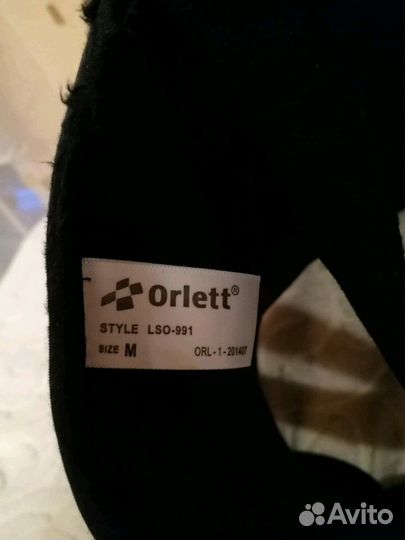 Orlett®
STYLE LSO-991
SIZE M ORL-1-201407
Avito